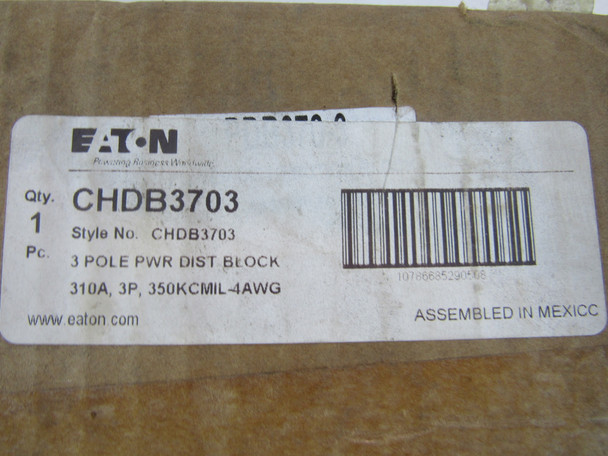 EATON
Powering Business Worldwide
Qty.
1
Pc.
CHDB3703
Style No. CHDB3703
3 POLE PWR DIST BLOCK
310A, 3P, 350KCMIL-4AWG
10786685290508
www.eaton.com
ASSEMBLED IN MEXICC